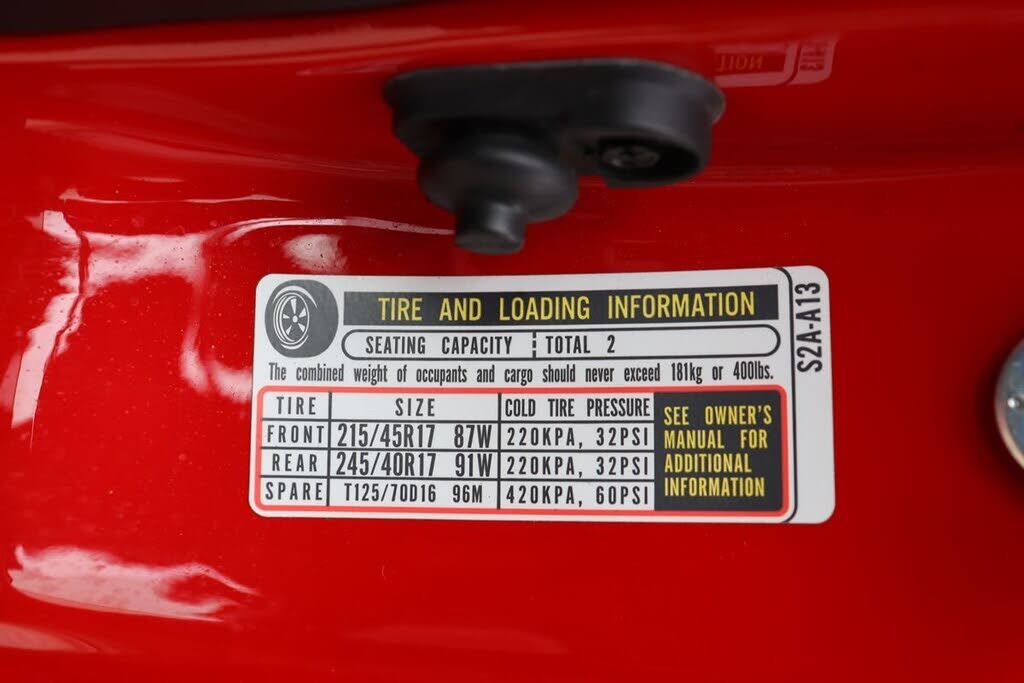 TIRE AND LOADING INFORMATION
SEATING CAPACITY TOTAL 2
The combined weight of occupants and cargo should never exceed 181kg or 400lbs.
TIRE SIZE COLD TIRE PRESSURE
FRONT 215/45R17 87W 220KPA, 32PSI
REAR 245/40R17 91W 220KPA, 32PSI
SPARE T125/70D16 96M 420KPA, 60PSI
SEE OWNER'S
MANUAL FOR
ADDITIONAL
INFORMATION
S2A-A13